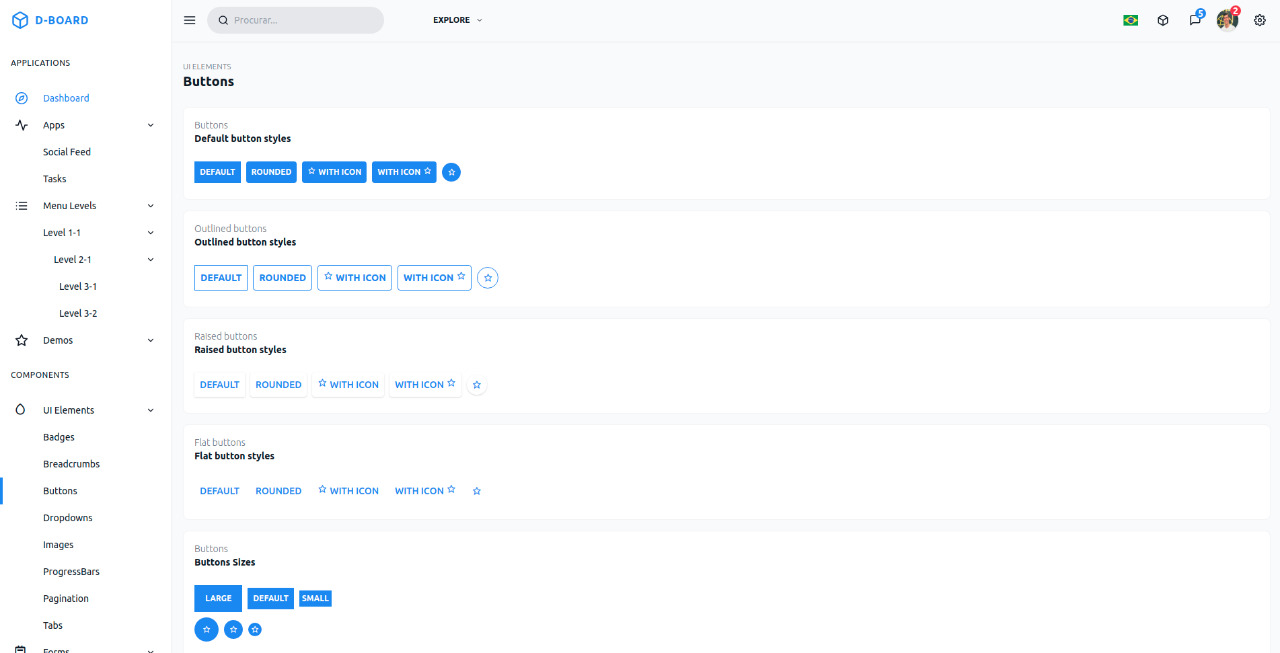 D-BOARD
Procurar...
EXPLORE
5
2
APPLICATIONS
Dashboard
Apps
Social Feed
Tasks
Menu Levels
Level 1-1
Level 2-1
Level 3-1
Level 3-2
Demos
COMPONENTS
UI Elements
Badges
Breadcrumbs
Buttons
Dropdowns
Images
ProgressBars
Pagination
Tabs
Forms
UI ELEMENTS
Buttons
Buttons
Default button styles
DEFAULT ROUNDED WITH ICON WITH ICON
Outlined buttons
Outlined button styles
DEFAULT ROUNDED WITH ICON WITH ICON
Raised buttons
Raised button styles
DEFAULT ROUNDED WITH ICON WITH ICON
Flat buttons
Flat button styles
DEFAULT ROUNDED WITH ICON WITH ICON
Buttons
Buttons Sizes
LARGE DEFAULT SMALL